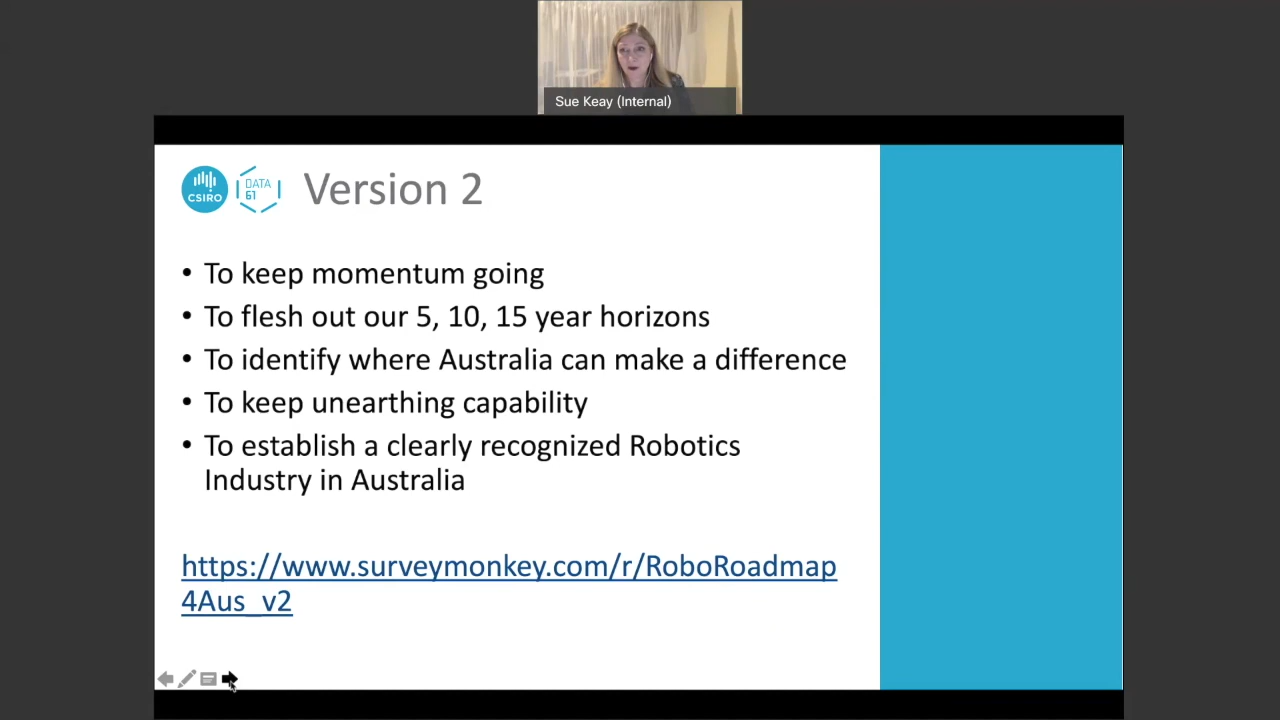 Sue Keay (Internal)
CSIRO
DATA
61
Version 2
• To keep momentum going
• To flesh out our 5, 10, 15 year horizons
• To identify where Australia can make a difference
• To keep unearthing capability
• To establish a clearly recognized Robotics
Industry in Australia
https://www.surveymonkey.com/r/RoboRoadmap
4Aus_v2